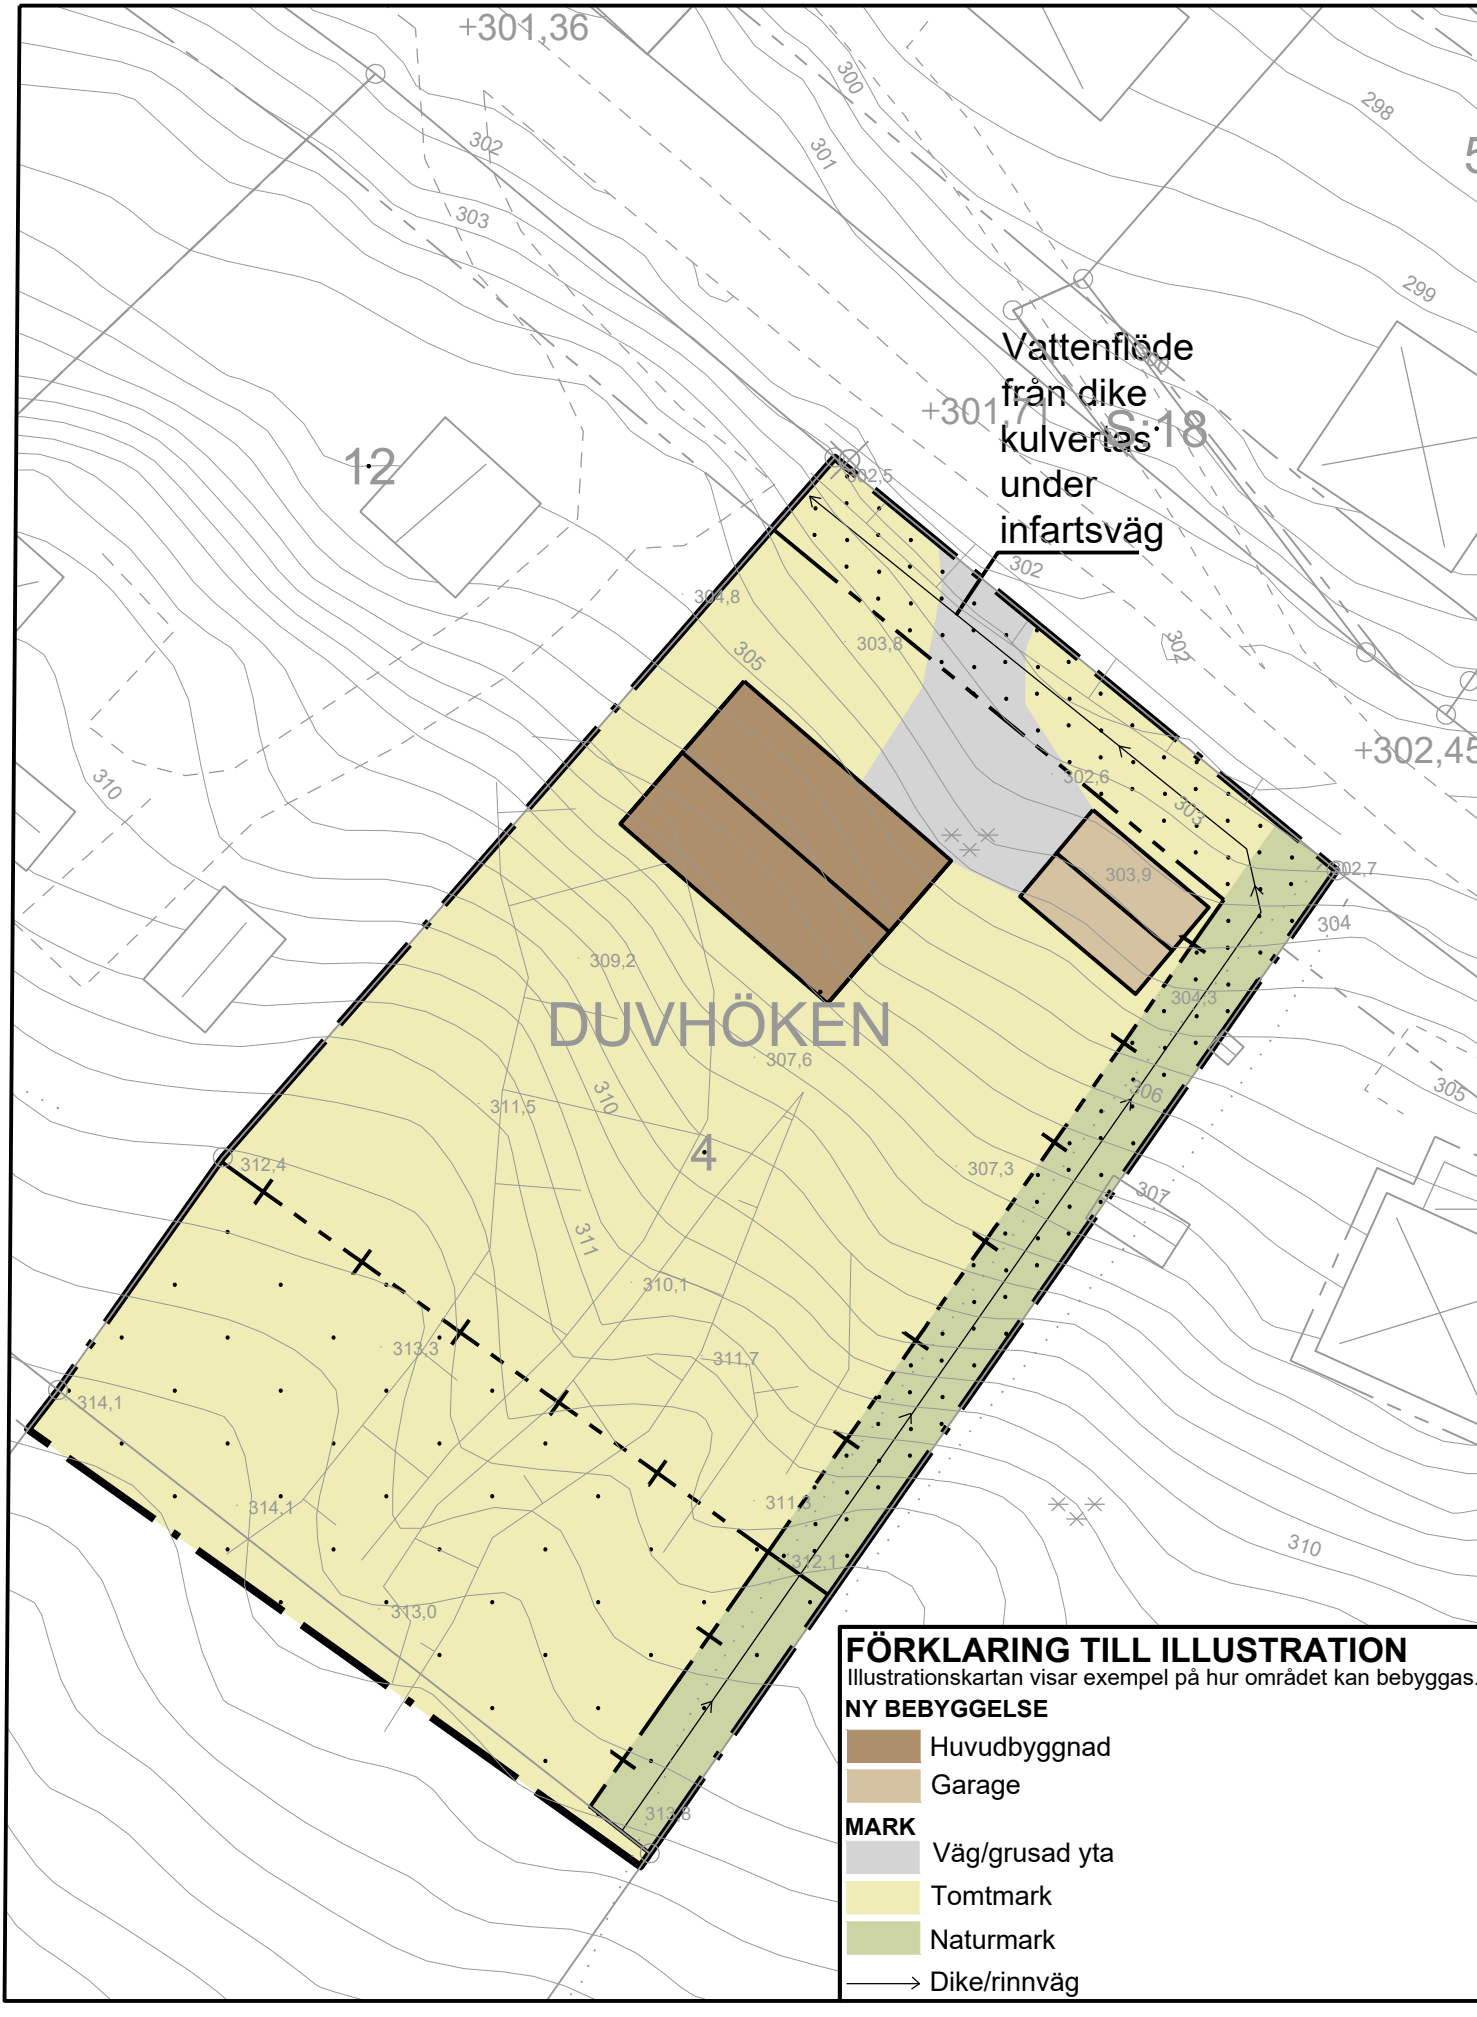 +301,36
300
298
302
301
303
299
Vattenflöde
från dike
kulvertas
under
infartsväg
300
+301,71
S:18
12
302,5
302
304,8
303,8
305
302
+302,45
310
302,6
303
303,9
302,7
304
309,2
304,3
DUVHÖKEN
307,6
310
306
305
311,5
4
312,4
307,3
307
311
310,1
313,3
311,7
314,1
314,1
310
312,1
313,0
313,8
FÖRKLARING TILL ILLUSTRATION
Illustrationskartan visar exempel på hur området kan bebyggas.
NY BEBYGGELSE
Huvudbyggnad
Garage
MARK
Väg/grusad yta
Tomtmark
Naturmark
Dike/rinnväg